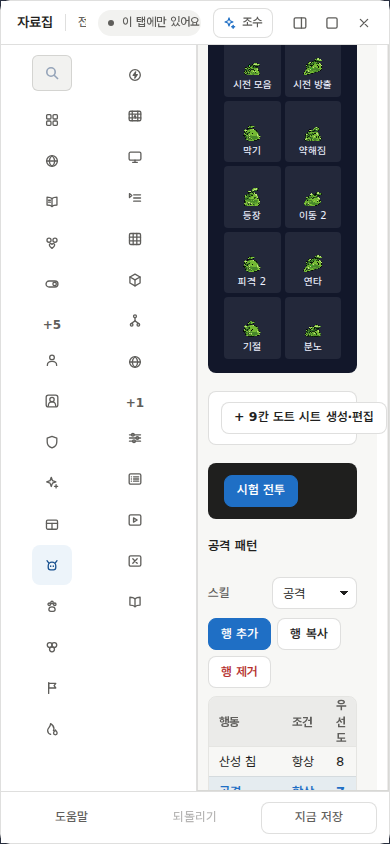 자료집
전
이 탭에만 있어요
조수
+5
+1
시전 모음
시전 방출
막기
약해짐
등장
이동 2
피격 2
연타
기절
분노
+ 9칸 도트 시트 생성·편집
시험 전투
공격 패턴
스킬
공격
행 추가
행 복사
행 제거
행동
조건
우선도
산성 침
항상
8
공격
항상
7
도움말
되돌리기
지금 저장